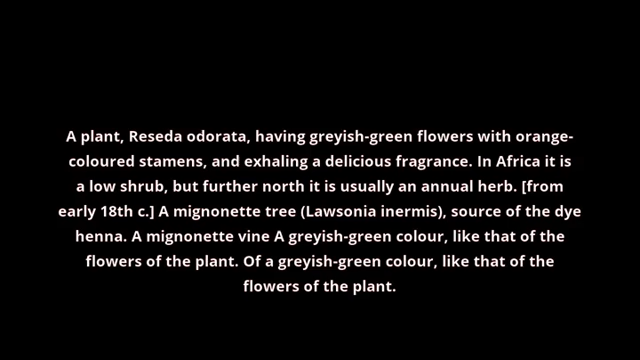 A plant, Reseda odorata, having greyish-green flowers with orange-
coloured stamens, and exhaling a delicious fragrance. In Africa it is
a low shrub, but further north it is usually an annual herb. [from
early 18th c.] A mignonette tree (Lawsonia inermis), source of the dye
henna. A mignonette vine A greyish-green colour, like that of the
flowers of the plant. Of a greyish-green colour, like that of the
flowers of the plant.